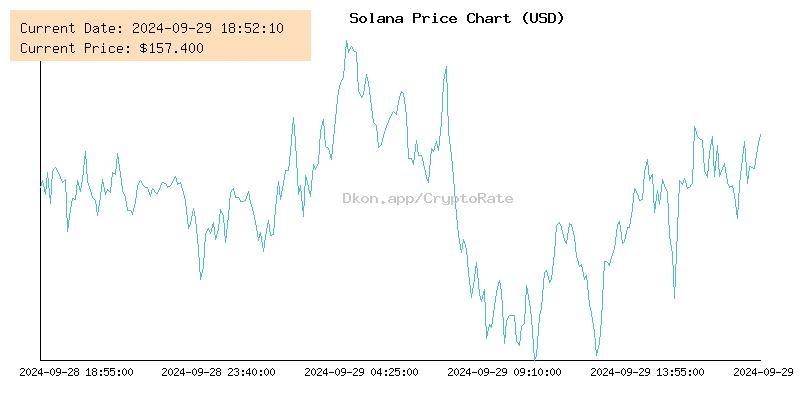 Solana Price Chart (USD)
Current Date: 2024-09-29 18:52:10
Current Price: $157.400
Dkon.app/CryptoRate
2024-09-28 18:55:00
2024-09-28 23:40:00
2024-09-29 04:25:00
2024-09-29 09:10:00
2024-09-29 13:55:00
2024-09-29